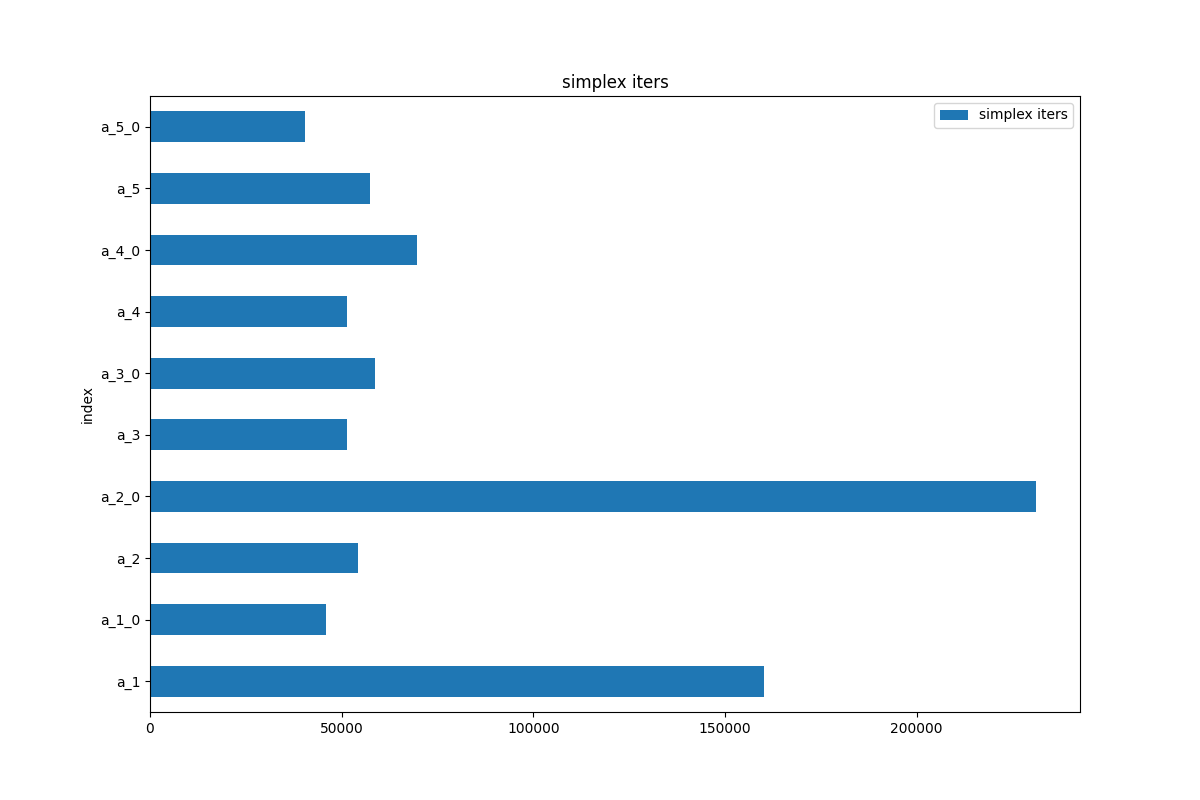 simplex iters
simplex iters
a_5_0
a_5
a_4_0
a_4
a_3_0
a_3
a_2_0
a_2
a_1_0
a_1
index
0 50000 100000 150000 200000